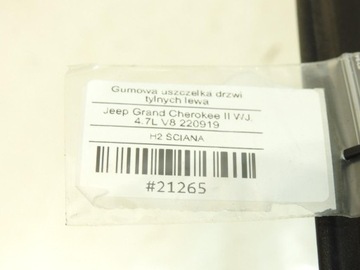 Gumowa uszczelka drzwi
tylnych lewa
Jeep Grand Cherokee II WJ.
4.7L V8 220919
H2 ŚCIANA
#21265